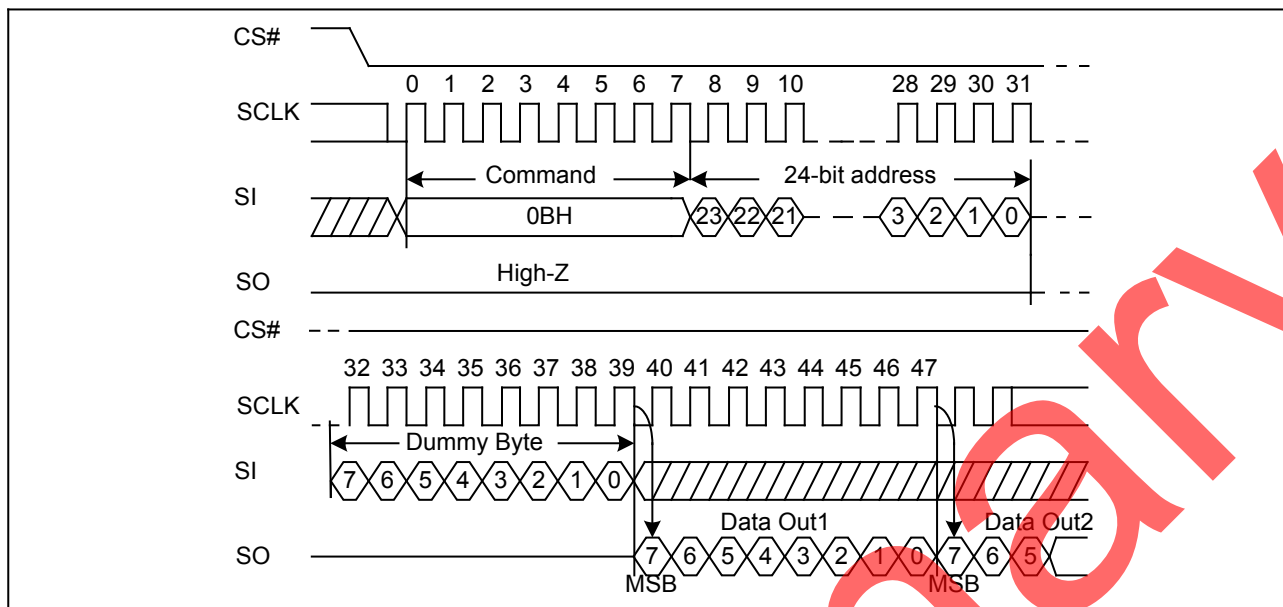 CS#
0 1 2 3 4 5 6 7 8 9 10 28 29 30 31
SCLK
Command 24-bit address
SI
0BH 23 22 21 3 2 1 0
High-Z
SO
CS#
32 33 34 35 36 37 38 39 40 41 42 43 44 45 46 47
SCLK
Dummy Byte
SI
7 6 5 4 3 2 1 0
Data Out1 Data Out2
SO 7 6 5 4 3 2 1 0 7 6 5
MSB MSB